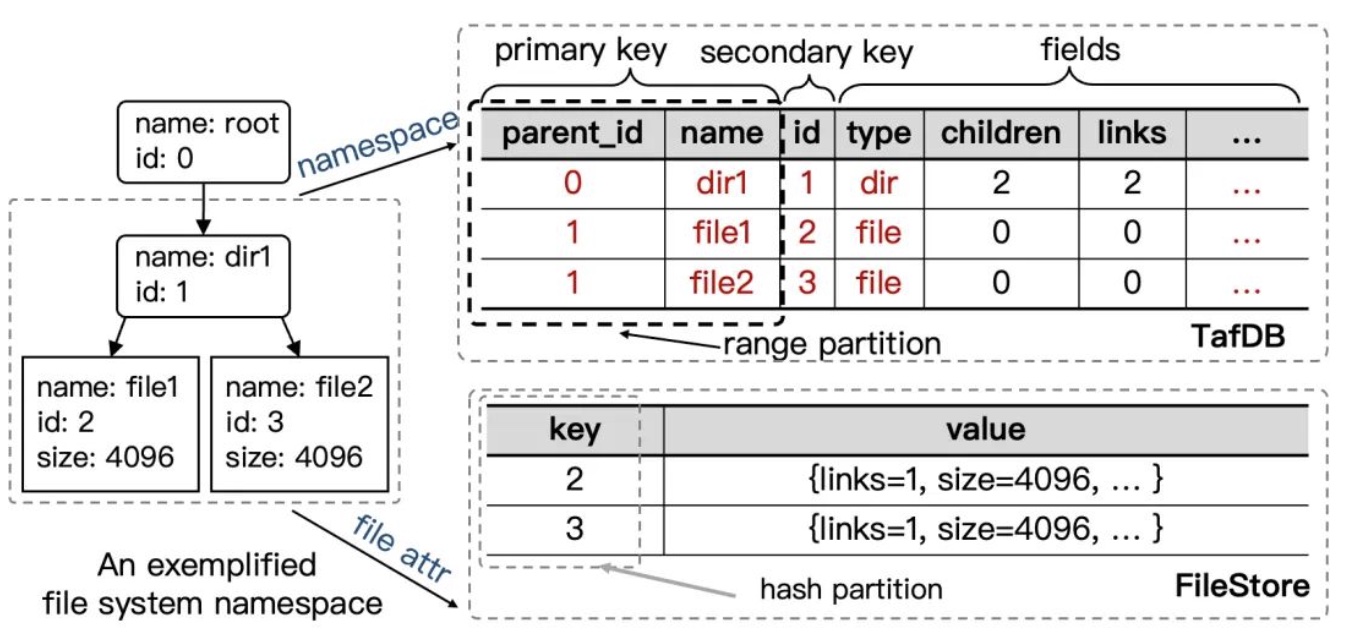 name: root
id: 0
name: dir1
id: 1
name: file1
id: 2
size: 4096
name: file2
id: 3
size: 4096
An exemplified
file system namespace
namespace
file attr
primary key secondary key fields
parent_id name id type children links ...
0 dir1 1 dir 2 2 ...
1 file1 2 file 0 0 ...
1 file2 3 file 0 0 ...
range partition
TafDB
key value
2 {links=1, size=4096, ... }
3 {links=1, size=4096, ... }
hash partition
FileStore